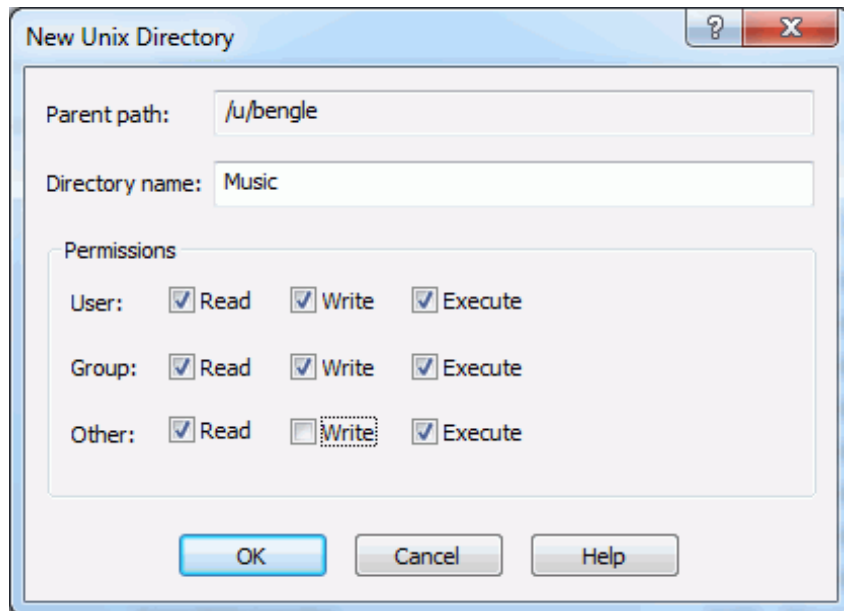 New Unix Directory
Parent path: /u/bengle
Directory name: Music
Permissions
User: Read Write Execute
Group: Read Write Execute
Other: Read Write Execute
OK Cancel Help